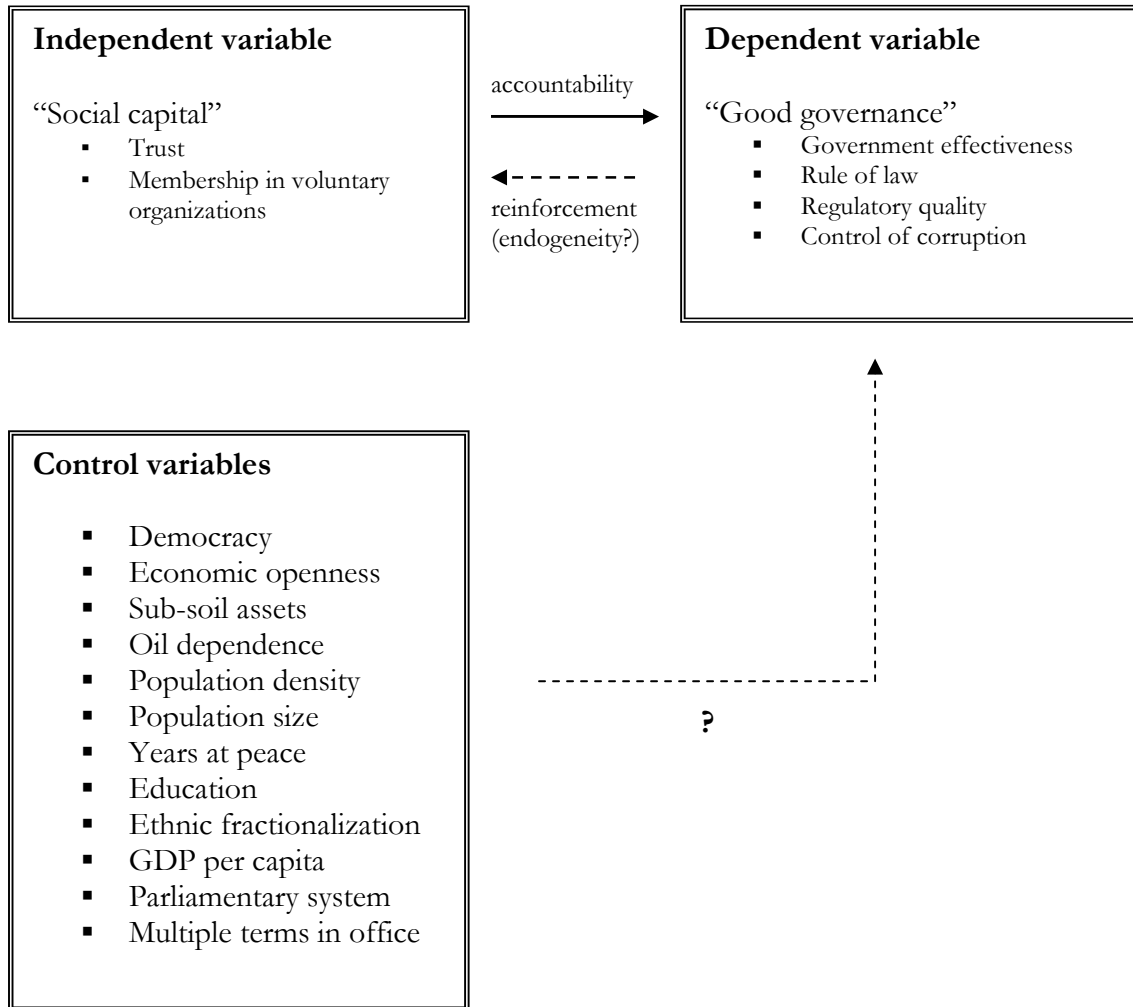 Independent variable
“Social capital”
▪ Trust
▪ Membership in voluntary
organizations
accountability
reinforcement
(endogeneity?)
Dependent variable
“Good governance”
▪ Government effectiveness
▪ Rule of law
▪ Regulatory quality
▪ Control of corruption
Control variables
▪ Democracy
▪ Economic openness
▪ Sub-soil assets
▪ Oil dependence
▪ Population density
▪ Population size
▪ Years at peace
▪ Education
▪ Ethnic fractionalization
▪ GDP per capita
▪ Parliamentary system
▪ Multiple terms in office
?